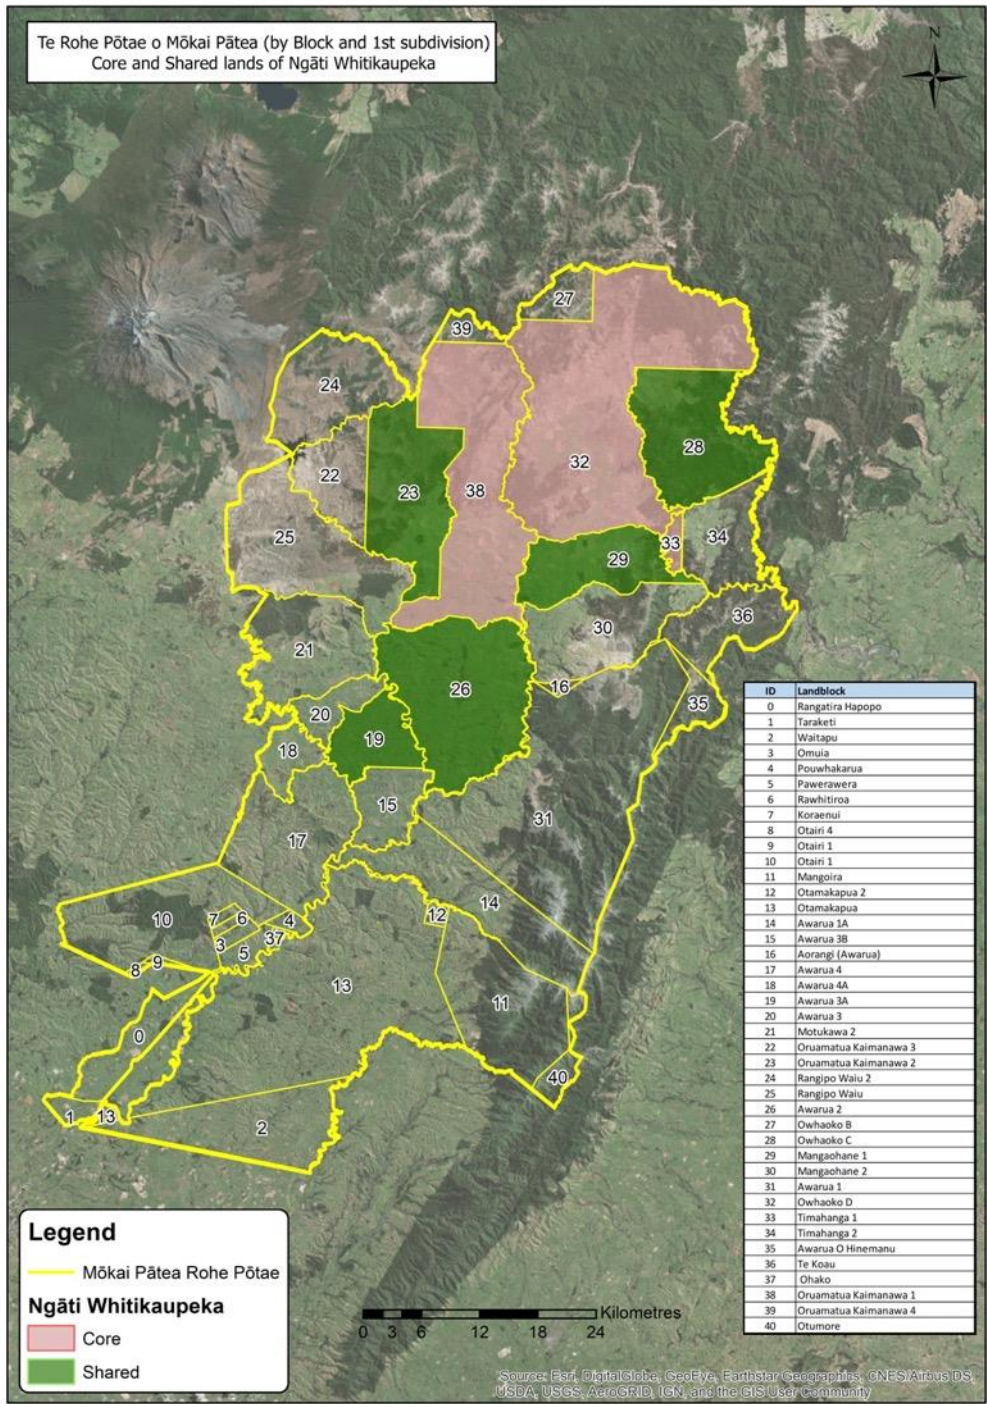 Te Rohe Pōtae o Mōkai Pātea (by Block and 1st subdivision)
Core and Shared lands of Ngāti Whitikaupeka
N
27
39
24
28
32
22
23
38
25
34
33
29
36
30
21
16
26
35
20
19
18
15
31
17
14
10
7
6
4
12
3
37
5
8
9
13
11
0
40
1
13
2
ID Landblock
0 Rangatira Hapopo
1 Taraketi
2 Waitapu
3 Omuia
4 Pouwhakarua
5 Pawerawera
6 Rawhitiroa
7 Koraenui
8 Otairi 4
9 Otairi 1
10 Otairi 1
11 Mangoira
12 Otamakapua 2
13 Otamakapua
14 Awarua 1A
15 Awarua 3B
16 Aorangi (Awarua)
17 Awarua 4
18 Awarua 4A
19 Awarua 3A
20 Awarua 3
21 Motukawa 2
22 Oruamatua Kaimanawa 3
23 Oruamatua Kaimanawa 2
24 Rangipo Waiu 2
25 Rangipo Waiu
26 Awarua 2
27 Owhaoko B
28 Owhaoko C
29 Mangaohane 1
30 Mangaohane 2
31 Awarua 1
32 Owhaoko D
33 Timahanga 1
34 Timahanga 2
35 Awarua O Hinemanu
36 Te Koau
37 Ohako
38 Oruamatua Kaimanawa 1
39 Oruamatua Kaimanawa 4
40 Otumore
Legend
Mōkai Pātea Rohe Pōtae
Ngāti Whitikaupeka
Core
Shared
Kilometres
0 3 6 12 18 24
Source: Esri, DigitalGlobe, GeoEye, Earthstar Geographics, CNES/Airbus DS,
USDA, USGS, AeroGRID, IGN, and the GIS User Community